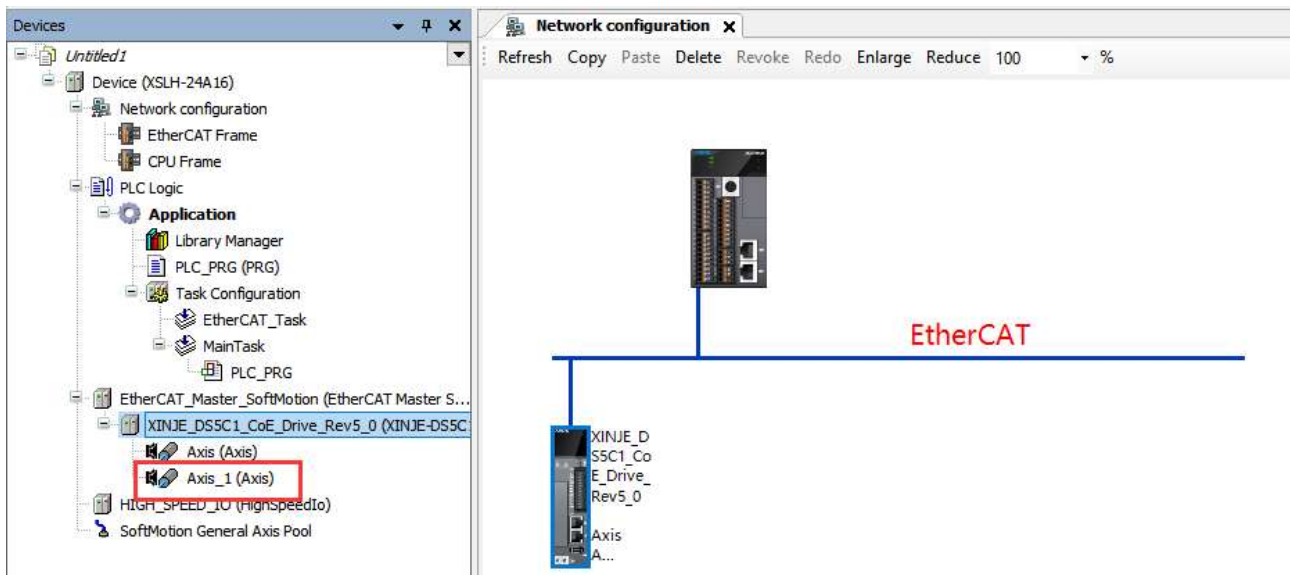 Devices
Untitled1
Device (XSLH-24A16)
Network configuration
EtherCAT Frame
CPU Frame
PLC Logic
Application
Library Manager
PLC_PRG (PRG)
Task Configuration
EtherCAT_Task
MainTask
PLC_PRG
EtherCAT_Master_SoftMotion (EtherCAT Master S...
XINJE_DS5C1_CoE_Drive_Rev5_0 (XINJE-DS5C
Axis (Axis)
Axis_1 (Axis)
HIGH_SPEED_IO (HighSpeedIo)
SoftMotion General Axis Pool
Network configuration
Refresh Copy Paste Delete Revoke Redo Enlarge Reduce 100 %
EtherCAT
XINJE_D
S5C1_Co
E_Drive_
Rev5_0
Axis
A...